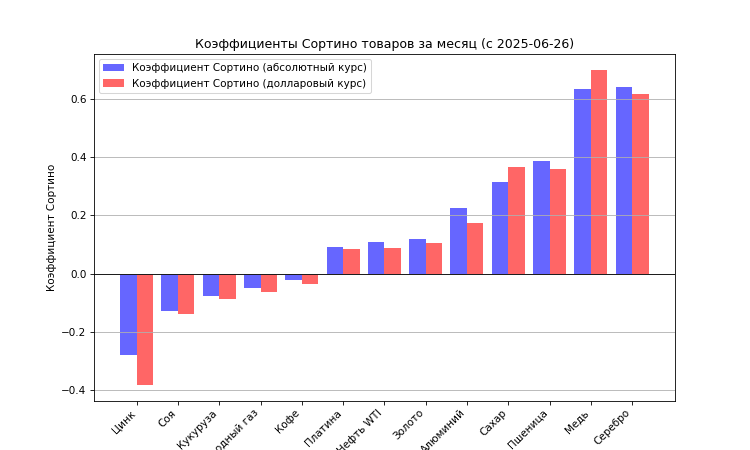 Коэффициенты Сортино товаров за месяц (с 2025-06-26)
Коэффициент Сортино (абсолютный курс)
Коэффициент Сортино (долларовый курс)
Коэффициент Сортино
0.6
0.4
0.2
0.0
−0.2
−0.4
Цинк
Соя
Кукуруза
газ
Кофе
Платина
Нефть WTI
Золото
Алюминий
Сахар
Пшеница
Медь
Серебро